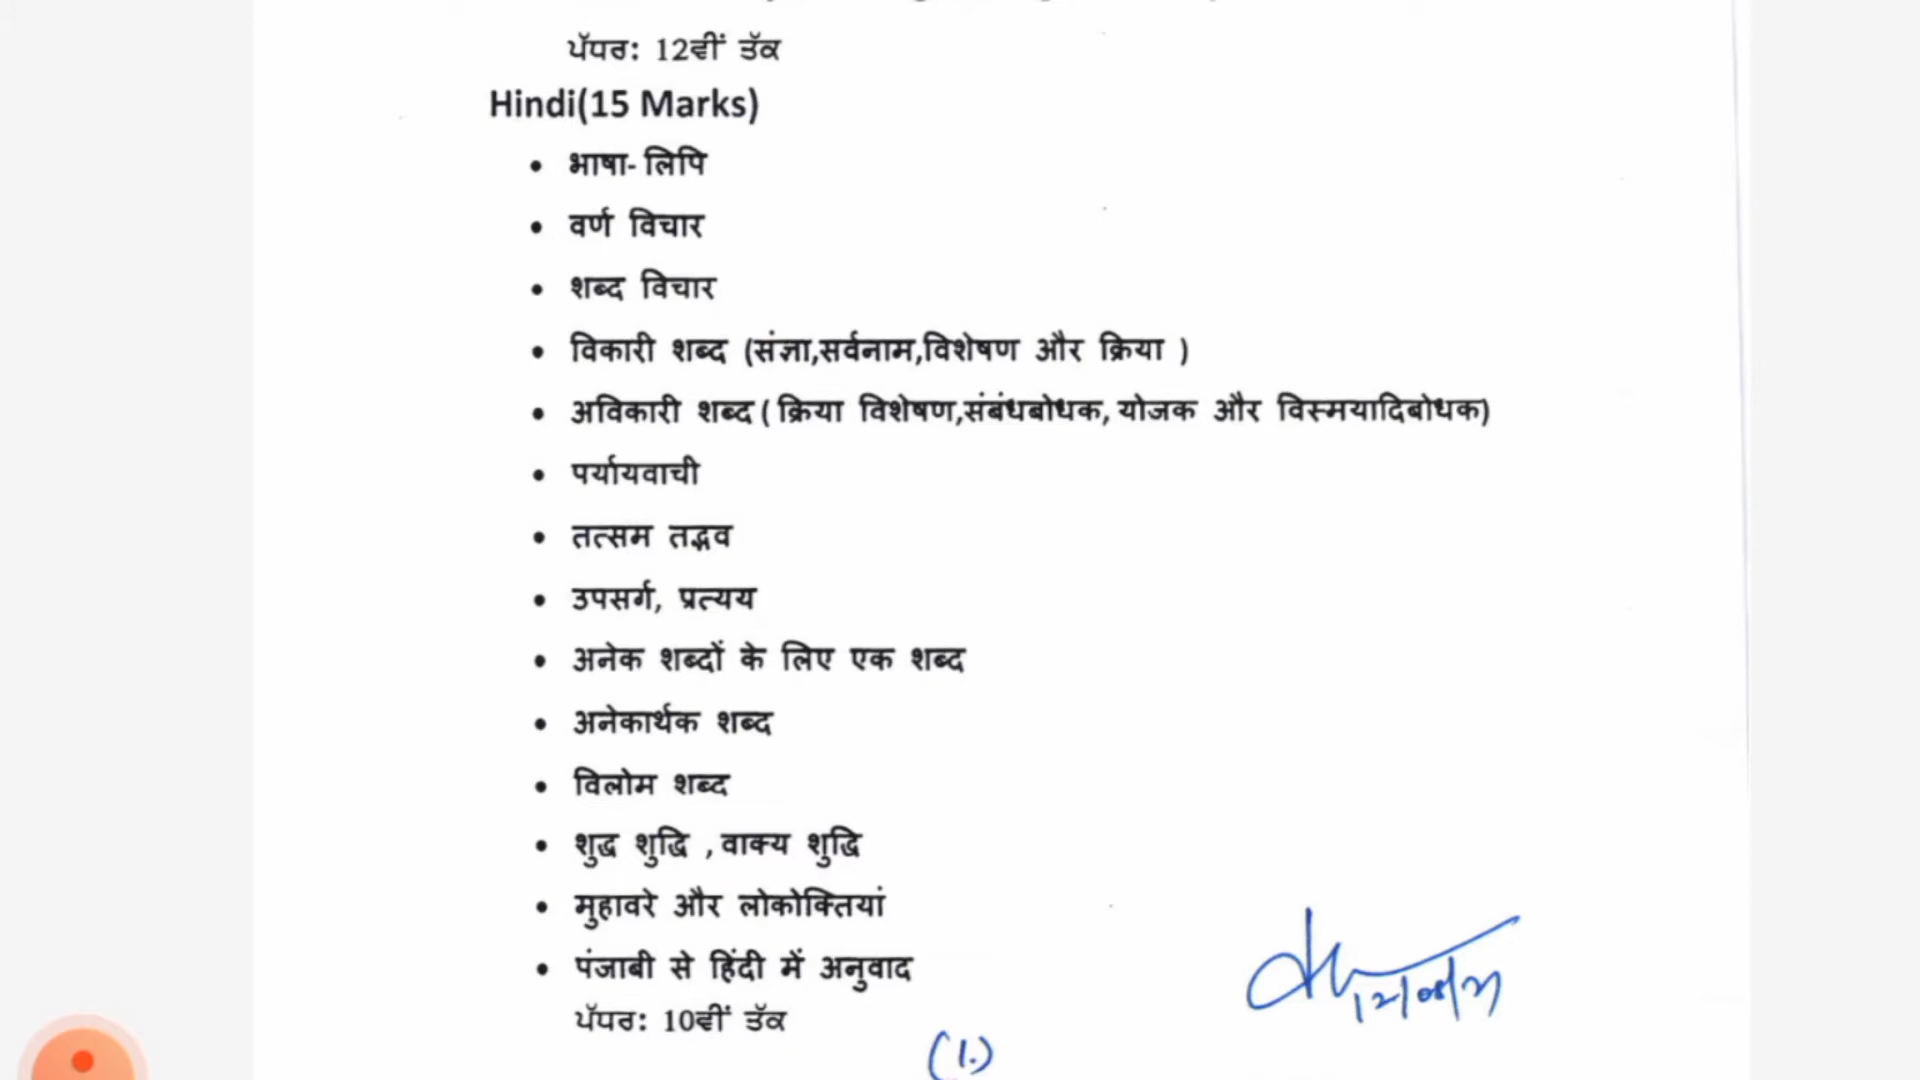 ਪੱਧਰ: 12ਵੀਂ ਤੱਕ
Hindi(15 Marks)
• भाषा- लिपि
• वर्ण विचार
• शब्द विचार
• विकारी शब्द (संज्ञा,सर्वनाम,विशेषण और क्रिया )
• अविकारी शब्द ( क्रिया विशेषण,संबंधबोधक, योजक और विस्मयादिबोधक)
• पर्यायवाची
• तत्सम तद्भव
• उपसर्ग, प्रत्यय
• अनेक शब्दों के लिए एक शब्द
• अनेकार्थक शब्द
• विलोम शब्द
• शुद्ध शुद्धि , वाक्य शुद्धि
• मुहावरे और लोकोक्तियां
• पंजाबी से हिंदी में अनुवाद
ਪੱਧਰ: 10ਵੀਂ ਤੱਕ
(1.)